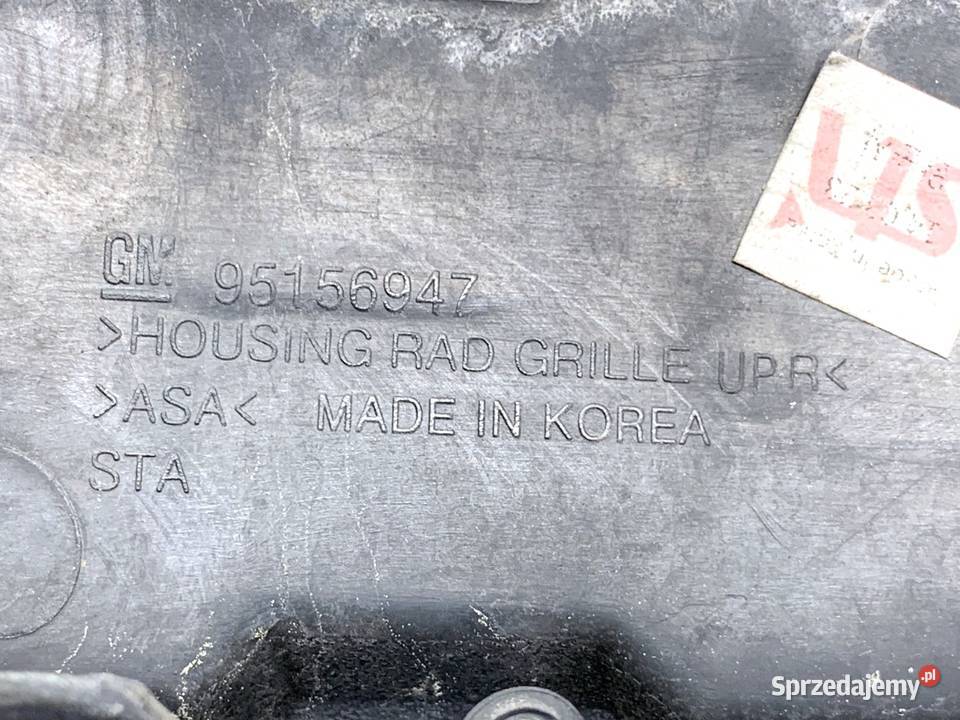 GM 95156947
>HOUSING RAD GRILLE UPR<
>ASA< MADE IN KOREA
STA
Sprzedajemy.pl